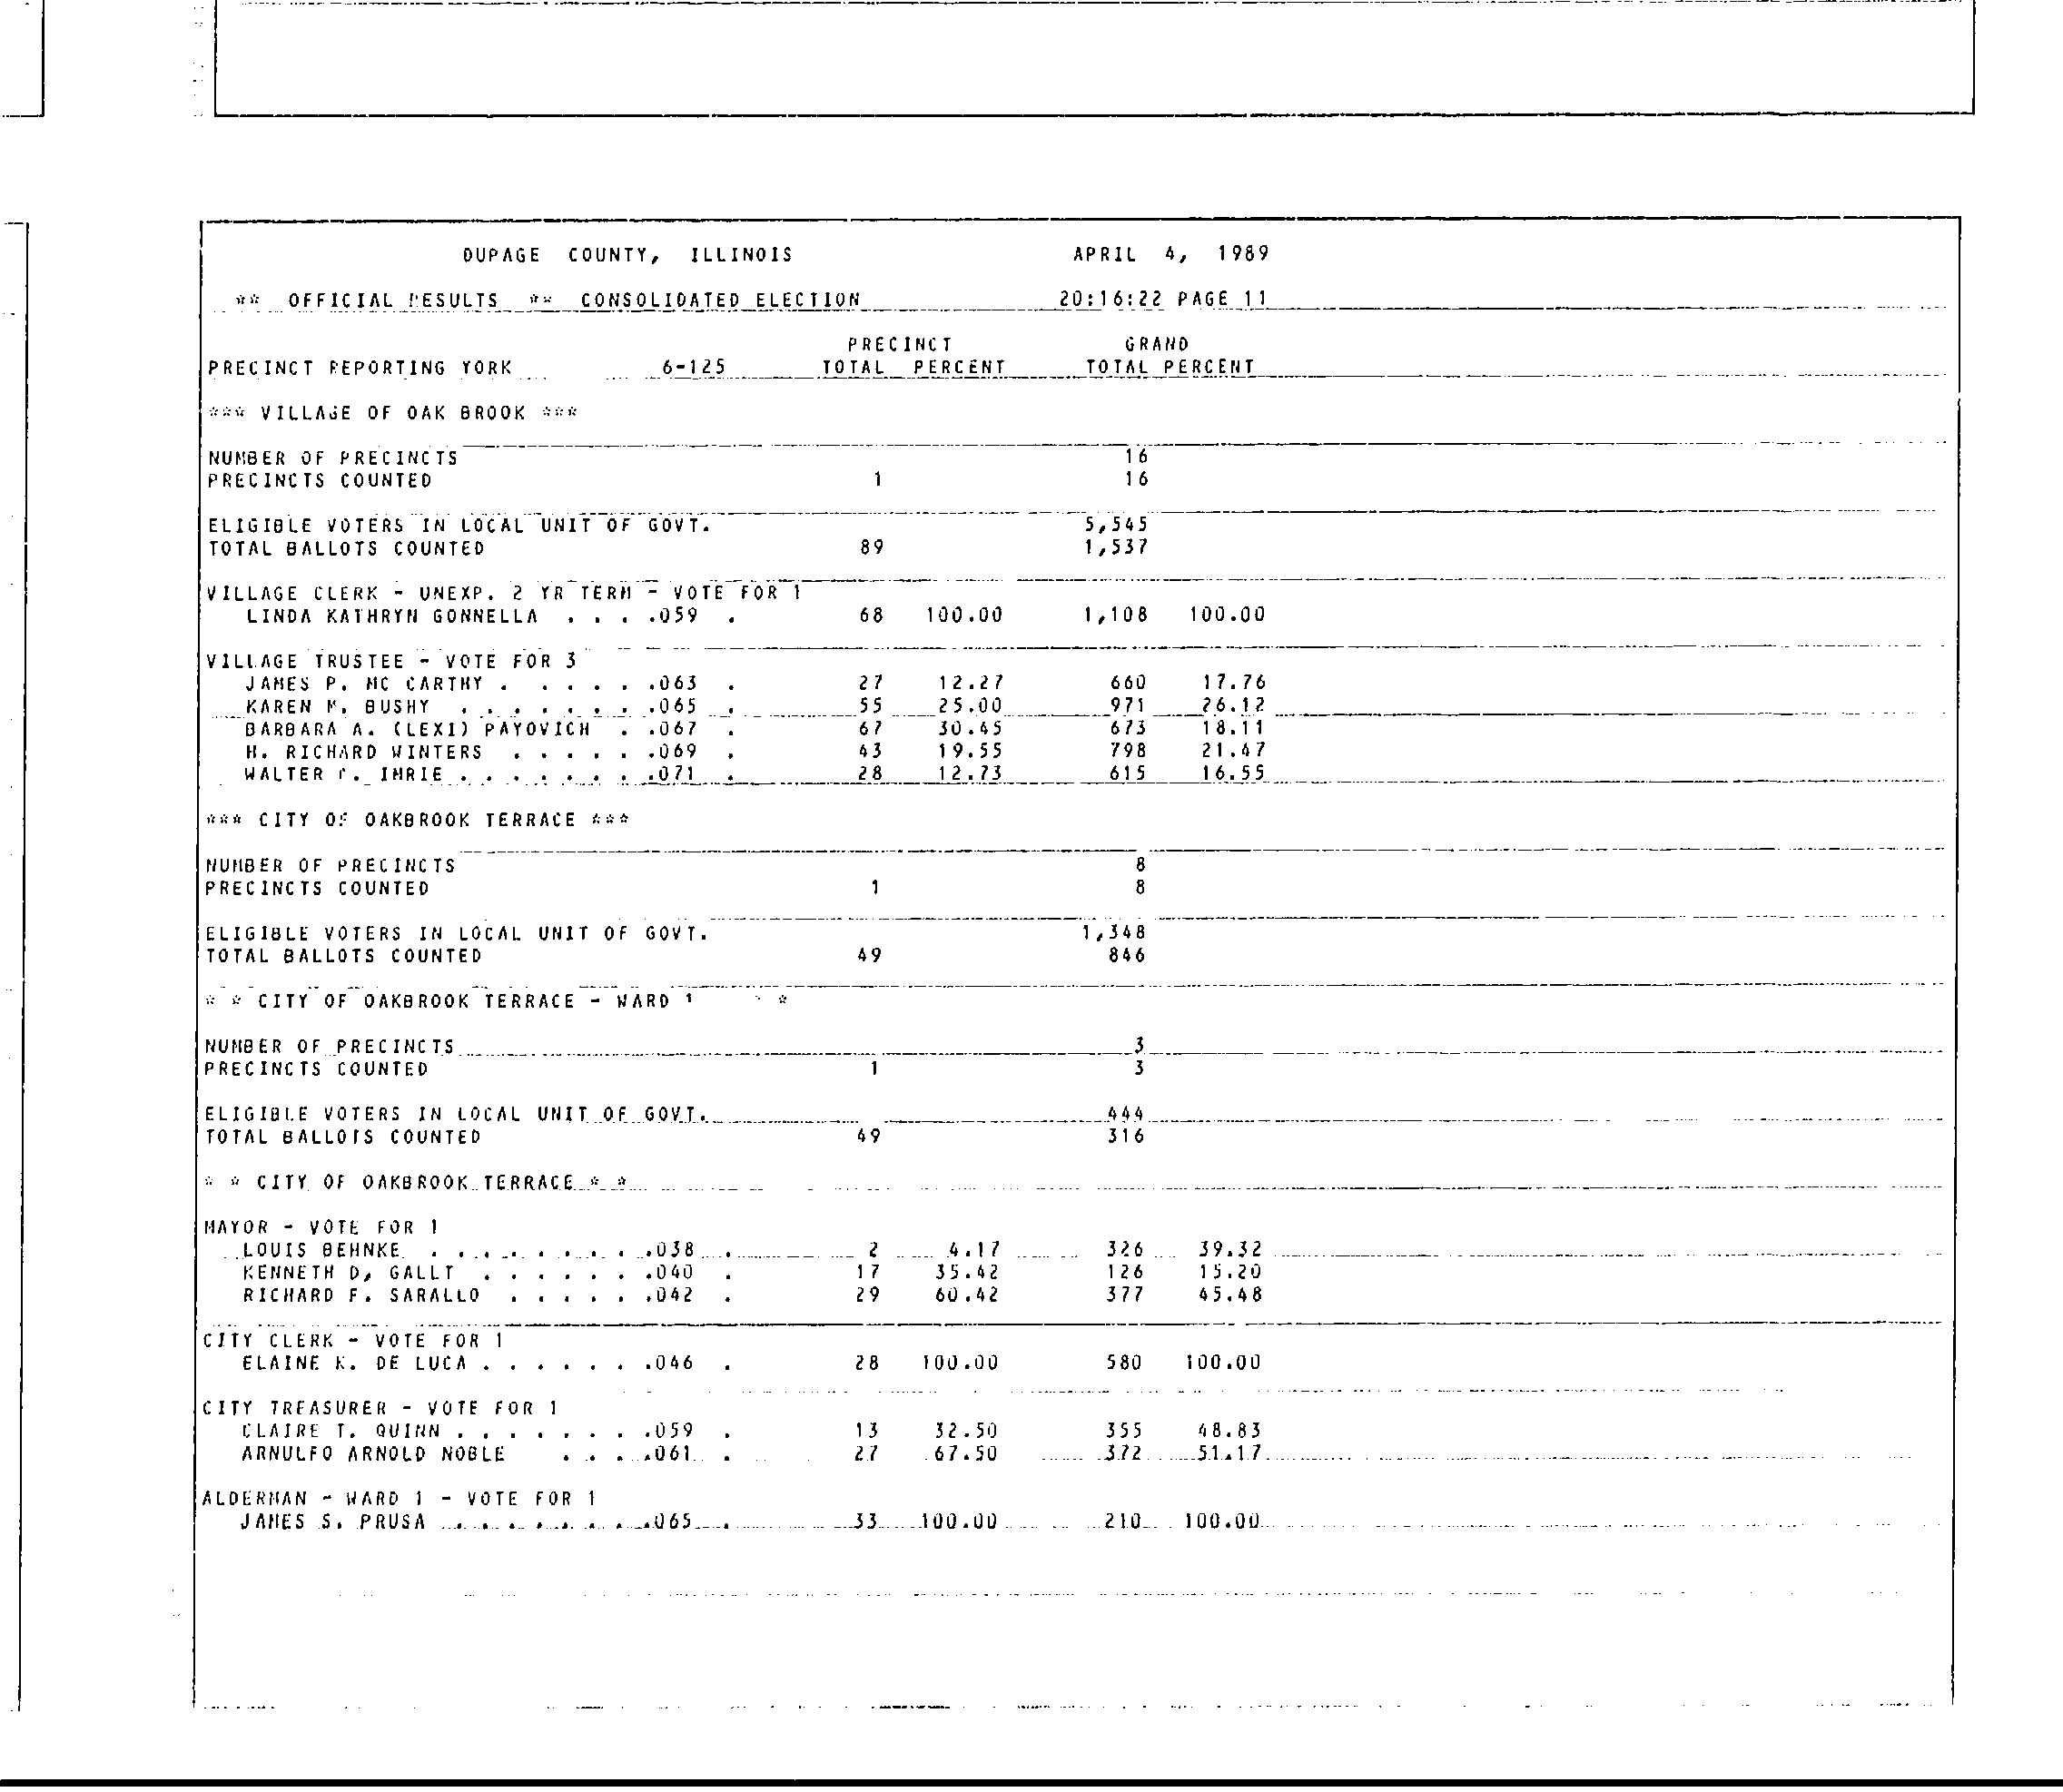 DUPAGE COUNTY, ILLINOIS APRIL 4, 1989
** OFFICIAL RESULTS ** CONSOLIDATED ELECTION 20:16:22 PAGE 11
PRECINCT GRAND
PRECINCT REPORTING YORK 6-125 TOTAL PERCENT TOTAL PERCENT
*** VILLAGE OF OAK BROOK ***
NUMBER OF PRECINCTS 16
PRECINCTS COUNTED 1 16
ELIGIBLE VOTERS IN LOCAL UNIT OF GOVT. 5,545
TOTAL BALLOTS COUNTED 89 1,537
VILLAGE CLERK - UNEXP. 2 YR TERM - VOTE FOR 1
LINDA KATHRYN GONNELLA . . . .059 . 68 100.00 1,108 100.00
VILLAGE TRUSTEE - VOTE FOR 3
JAMES P. MC CARTHY . . . . . .063 . 27 12.27 660 17.76
KAREN M. BUSHY . . . . . . . .065 . 55 25.00 971 26.12
BARBARA A. (LEXI) PAYOVICH . .067 . 67 30.45 673 18.11
H. RICHARD WINTERS . . . . . .069 . 43 19.55 798 21.47
WALTER . IMRIE . . . . . . . .071 . 28 12.73 615 16.55
*** CITY OF OAKBROOK TERRACE ***
NUMBER OF PRECINCTS 8
PRECINCTS COUNTED 1 8
ELIGIBLE VOTERS IN LOCAL UNIT OF GOVT. 1,348
TOTAL BALLOTS COUNTED 49 846
* * CITY OF OAKBROOK TERRACE - WARD 1 * *
NUMBER OF PRECINCTS 3
PRECINCTS COUNTED 1 3
ELIGIBLE VOTERS IN LOCAL UNIT OF GOVT. 444
TOTAL BALLOTS COUNTED 49 316
* * CITY OF OAKBROOK TERRACE * *
MAYOR - VOTE FOR 1
LOUIS BEHNKE . . . . . . . . .038 . 2 4.17 326 39.32
KENNETH D. GALLT . . . . . . .040 . 17 35.42 126 15.20
RICHARD F. SARALLO . . . . . .042 . 29 60.42 377 45.48
CITY CLERK - VOTE FOR 1
ELAINE K. DE LUCA . . . . . . .046 . 28 100.00 580 100.00
CITY TREASURER - VOTE FOR 1
CLAIRE T. QUINN . . . . . . . .059 . 13 32.50 355 48.83
ARNULFO ARNOLD NOBLE . . . .061 . 27 67.50 372 51.17
ALDERMAN - WARD 1 - VOTE FOR 1
JAMES S. PRUSA . . . . . . . . .065 . 33 100.00 210 100.00